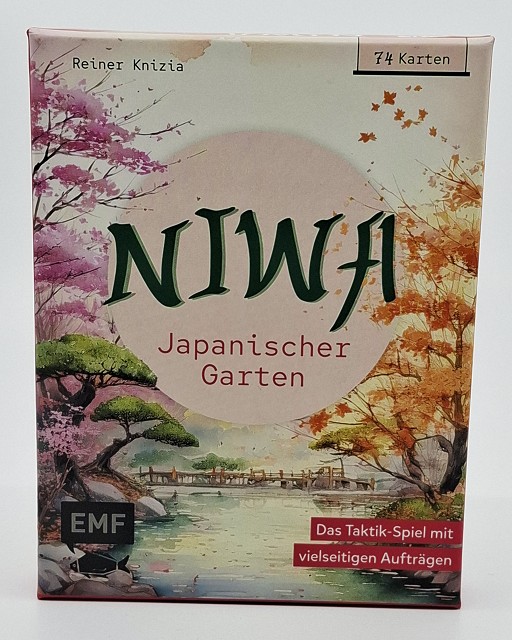 Reiner Knizia
74 Karten
NIWA
Japanischer
Garten
EMF
Das Taktik-Spiel mit
vielseitigen Aufträgen